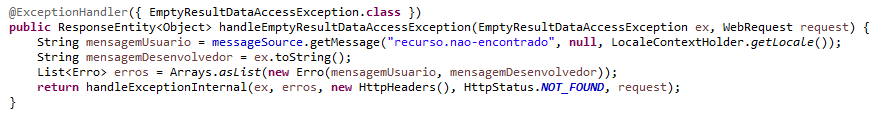 @ExceptionHandler({ EmptyResultDataAccessException.class })
public ResponseEntity<Object> handleEmptyResultDataAccessException(EmptyResultDataAccessException ex, WebRequest request) {
    String mensagemUsuario = messageSource.getMessage("recurso.nao-encontrado", null, LocaleContextHolder.getLocale());
    String mensagemDesenvolvedor = ex.toString();
    List<Erro> erros = Arrays.asList(new Erro(mensagemUsuario, mensagemDesenvolvedor));
    return handleExceptionInternal(ex, erros, new HttpHeaders(), HttpStatus.NOT_FOUND, request);
}